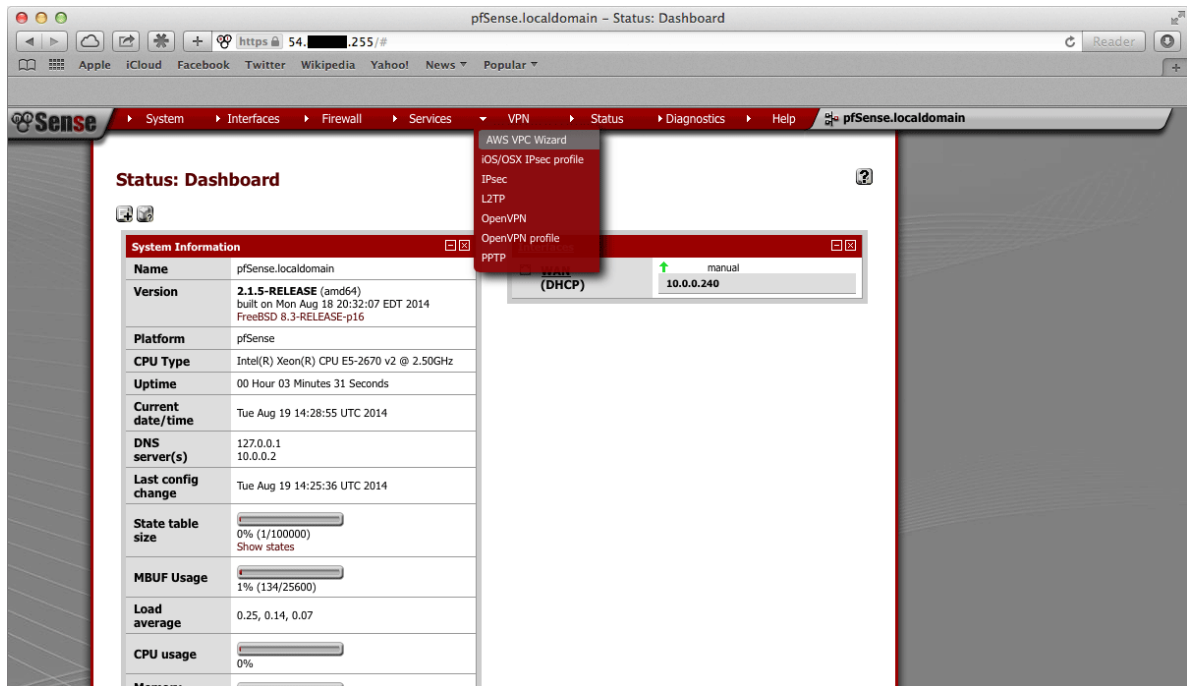 pfSense.localdomain – Status: Dashboard
https 54. .255/#
Reader
Apple iCloud Facebook Twitter Wikipedia Yahoo! News Popular
Sense System Interfaces Firewall Services VPN Status Diagnostics Help pfSense.localdomain
AWS VPC Wizard
iOS/OSX IPsec profile
IPsec
L2TP
OpenVPN
OpenVPN profile
PPTP
Status: Dashboard
System Information
Name pfSense.localdomain
Version 2.1.5-RELEASE (amd64)
built on Mon Aug 18 20:32:07 EDT 2014
FreeBSD 8.3-RELEASE-p16
Platform pfSense
CPU Type Intel(R) Xeon(R) CPU E5-2670 v2 @ 2.50GHz
Uptime 00 Hour 03 Minutes 31 Seconds
Current date/time Tue Aug 19 14:28:55 UTC 2014
DNS server(s) 127.0.0.1
10.0.0.2
Last config change Tue Aug 19 14:25:36 UTC 2014
State table size
0% (1/100000)
Show states
MBUF Usage
1% (134/25600)
Load average 0.25, 0.14, 0.07
CPU usage
0%
WAN
(DHCP)
manual
10.0.0.240